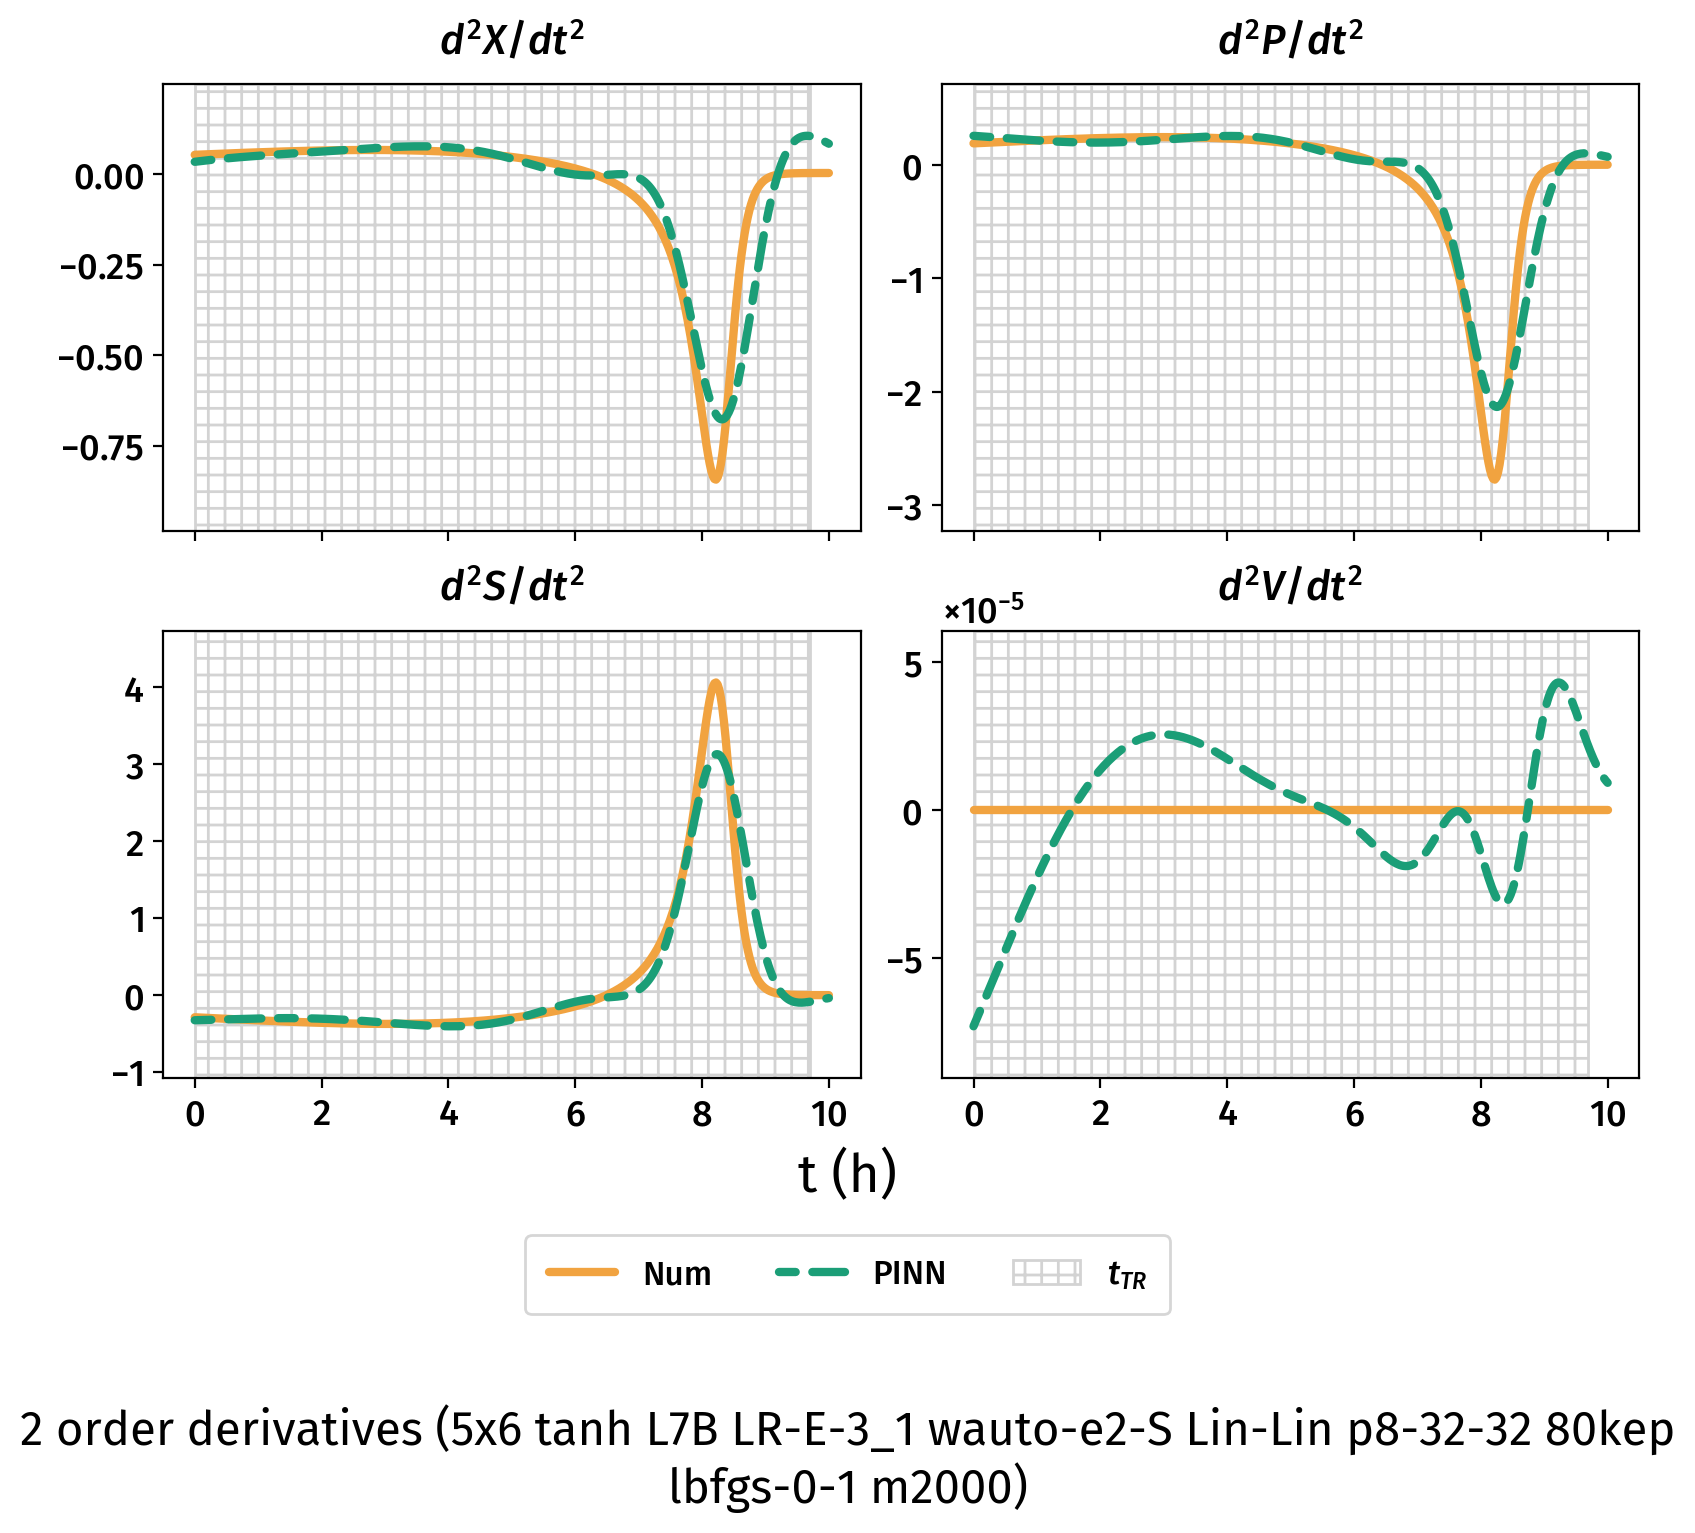 d²X/dt²
d²P/dt²
0.00
−0.25
−0.50
−0.75
0
−1
−2
−3
d²S/dt²
d²V/dt²
×10⁻⁵
4
3
2
1
0
−1
5
0
−5
0 2 4 6 8 10
0 2 4 6 8 10
t (h)
Num PINN t_TR
2 order derivatives (5x6 tanh L7B LR-E-3_1 wauto-e2-S Lin-Lin p8-32-32 80kep
lbfgs-0-1 m2000)